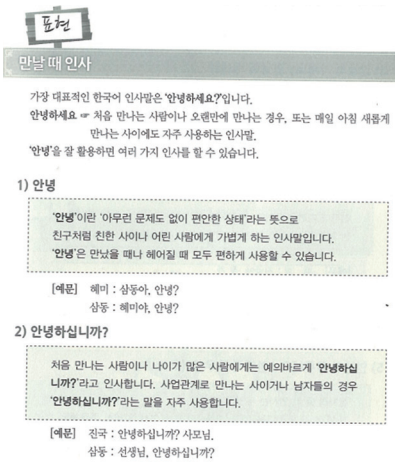 표현
만날 때 인사
가장 대표적인 한국어 인사말은 '안녕하세요?'입니다.
안녕하세요 ☞ 처음 만나는 사람이나 오랜만에 만나는 경우, 또는 매일 아침 새롭게
만나는 사이에도 자주 사용하는 인사말.
'안녕'을 잘 활용하면 여러 가지 인사를 할 수 있습니다.
1) 안녕
'안녕'이란 '아무런 문제도 없이 편안한 상태'라는 뜻으로
친구처럼 친한 사이나 어린 사람에게 가볍게 하는 인사말입니다.
'안녕'은 만났을 때나 헤어질 때 모두 편하게 사용할 수 있습니다.
[예문] 혜미 : 삼동아, 안녕?
삼동 : 혜미야, 안녕?
2) 안녕하십니까?
처음 만나는 사람이나 나이가 많은 사람에게는 예의바르게 '안녕하십
니까?'라고 인사합니다. 사업관계로 만나는 사이거나 남자들의 경우
'안녕하십니까?'라는 말을 자주 사용합니다.
[예문] 진국 : 안녕하십니까? 사모님.
삼동 : 선생님, 안녕하십니까?